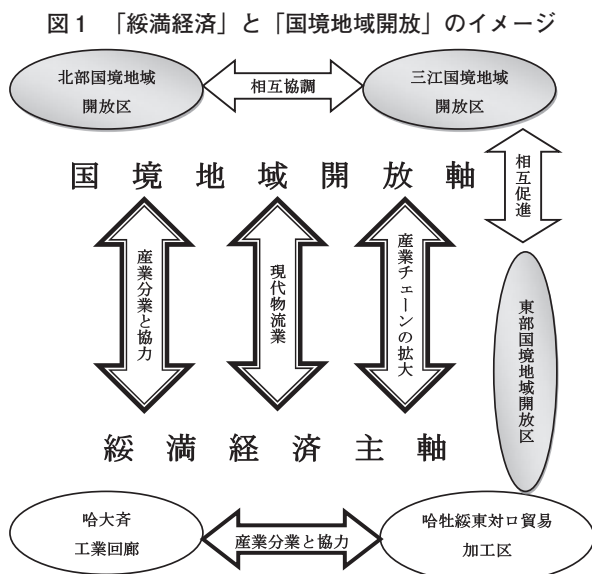 図1 「綏満経済」と「国境地域開放」のイメージ
北部国境地域
開放区
相互協調
三江国境地域
開放区
相互促進
国境地域開放軸
産業分業と協力
現代物流業
産業チェーンの拡大
東部国境地域開放区
綏満経済主軸
哈大斉
工業回廊
産業分業と協力
哈牡綏東対ロ貿易
加工区